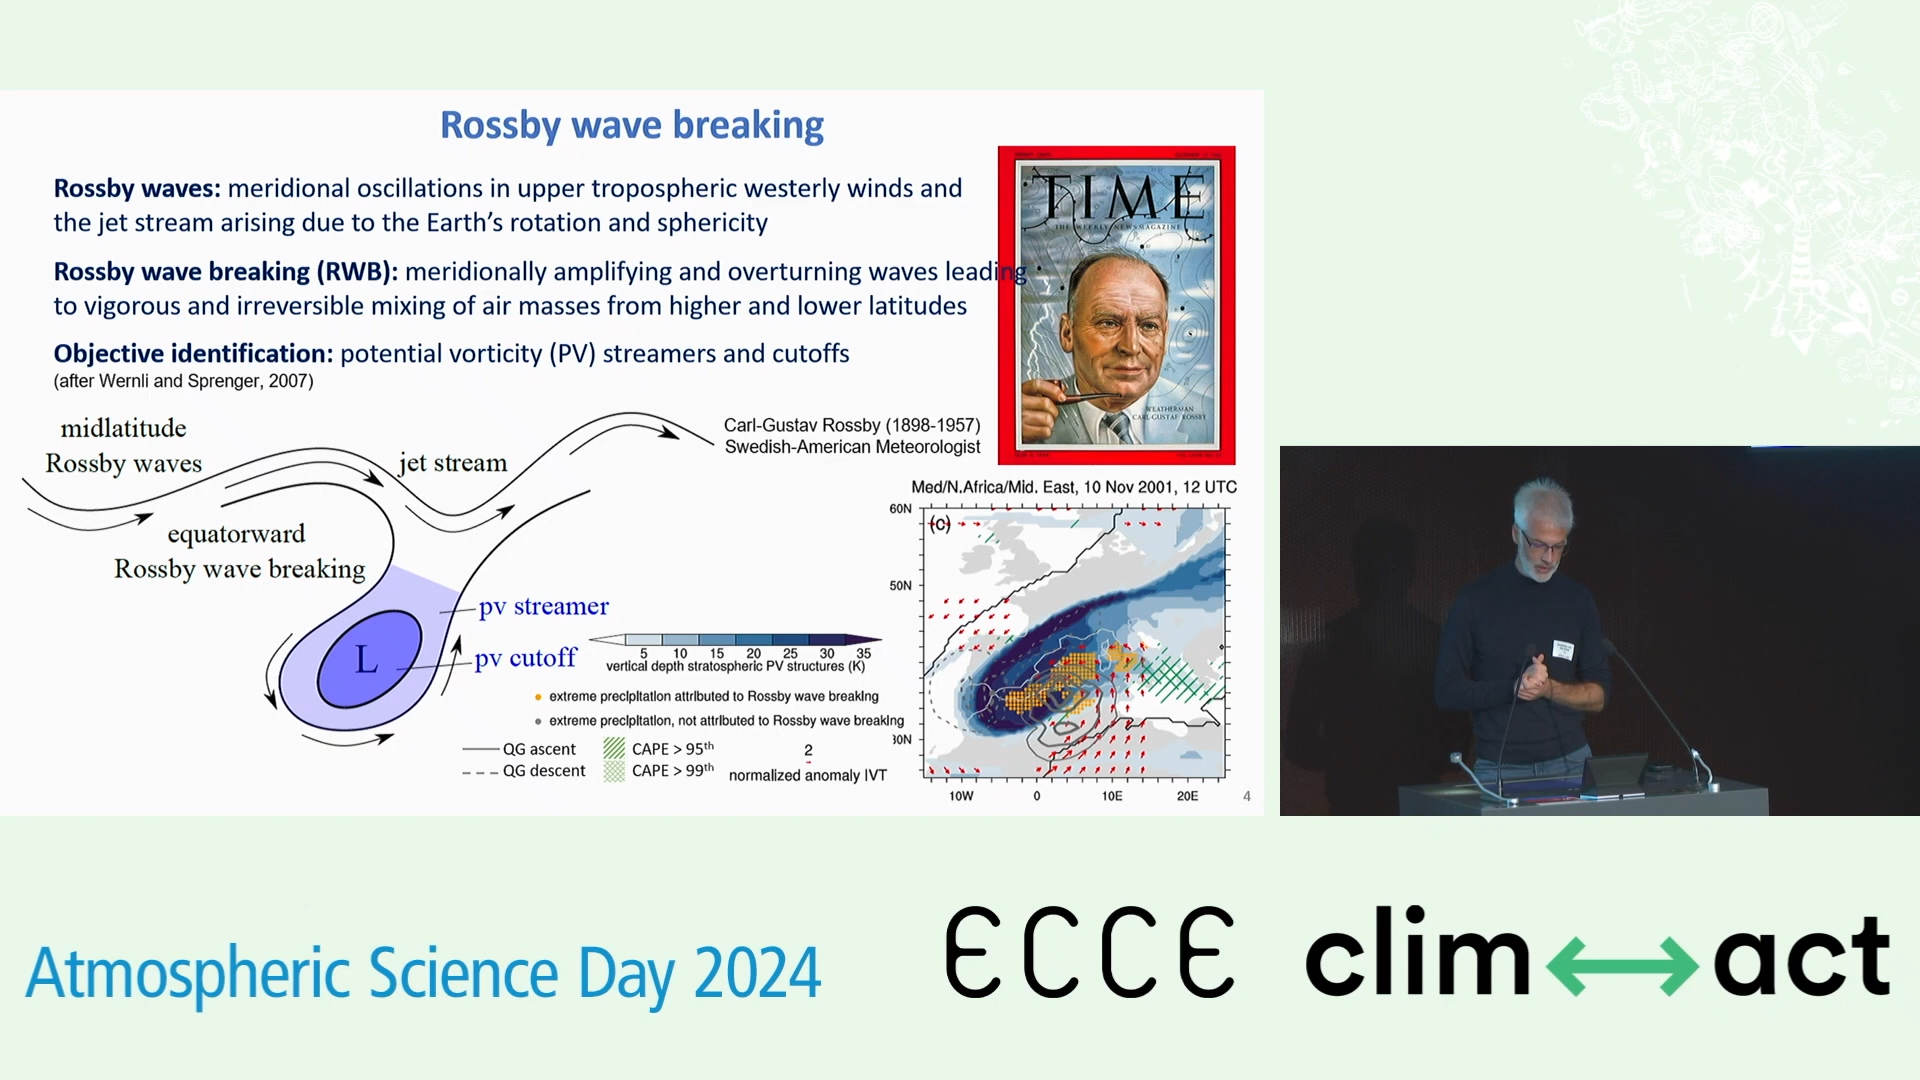 Rossby wave breaking
Rossby waves: meridional oscillations in upper tropospheric westerly winds and
the jet stream arising due to the Earth's rotation and sphericity
Rossby wave breaking (RWB): meridionally amplifying and overturning waves leading
to vigorous and irreversible mixing of air masses from higher and lower latitudes
Objective identification: potential vorticity (PV) streamers and cutoffs
(after Wernli and Sprenger, 2007)
TIME
THE WEEKLY NEWSMAGAZINE
WEATHERMAN
CARL-GUSTAF ROSSBY
Carl-Gustav Rossby (1898-1957)
Swedish-American Meteorologist
midlatitude
Rossby waves
jet stream
equatorward
Rossby wave breaking
pv streamer
L
pv cutoff
5 10 15 20 25 30 35
vertical depth stratospheric PV structures (K)
extreme precipitation attributed to Rossby wave breaking
extreme precipitation, not attributed to Rossby wave breaking
QG ascent
QG descent
CAPE > 95th
CAPE > 99th
2
normalized anomaly IVT
Med/N.Africa/Mid. East, 10 Nov 2001, 12 UTC
(c)
60N
50N
30N
10W 0 10E 20E
4
Atmospheric Science Day 2024
ECCE
clim act